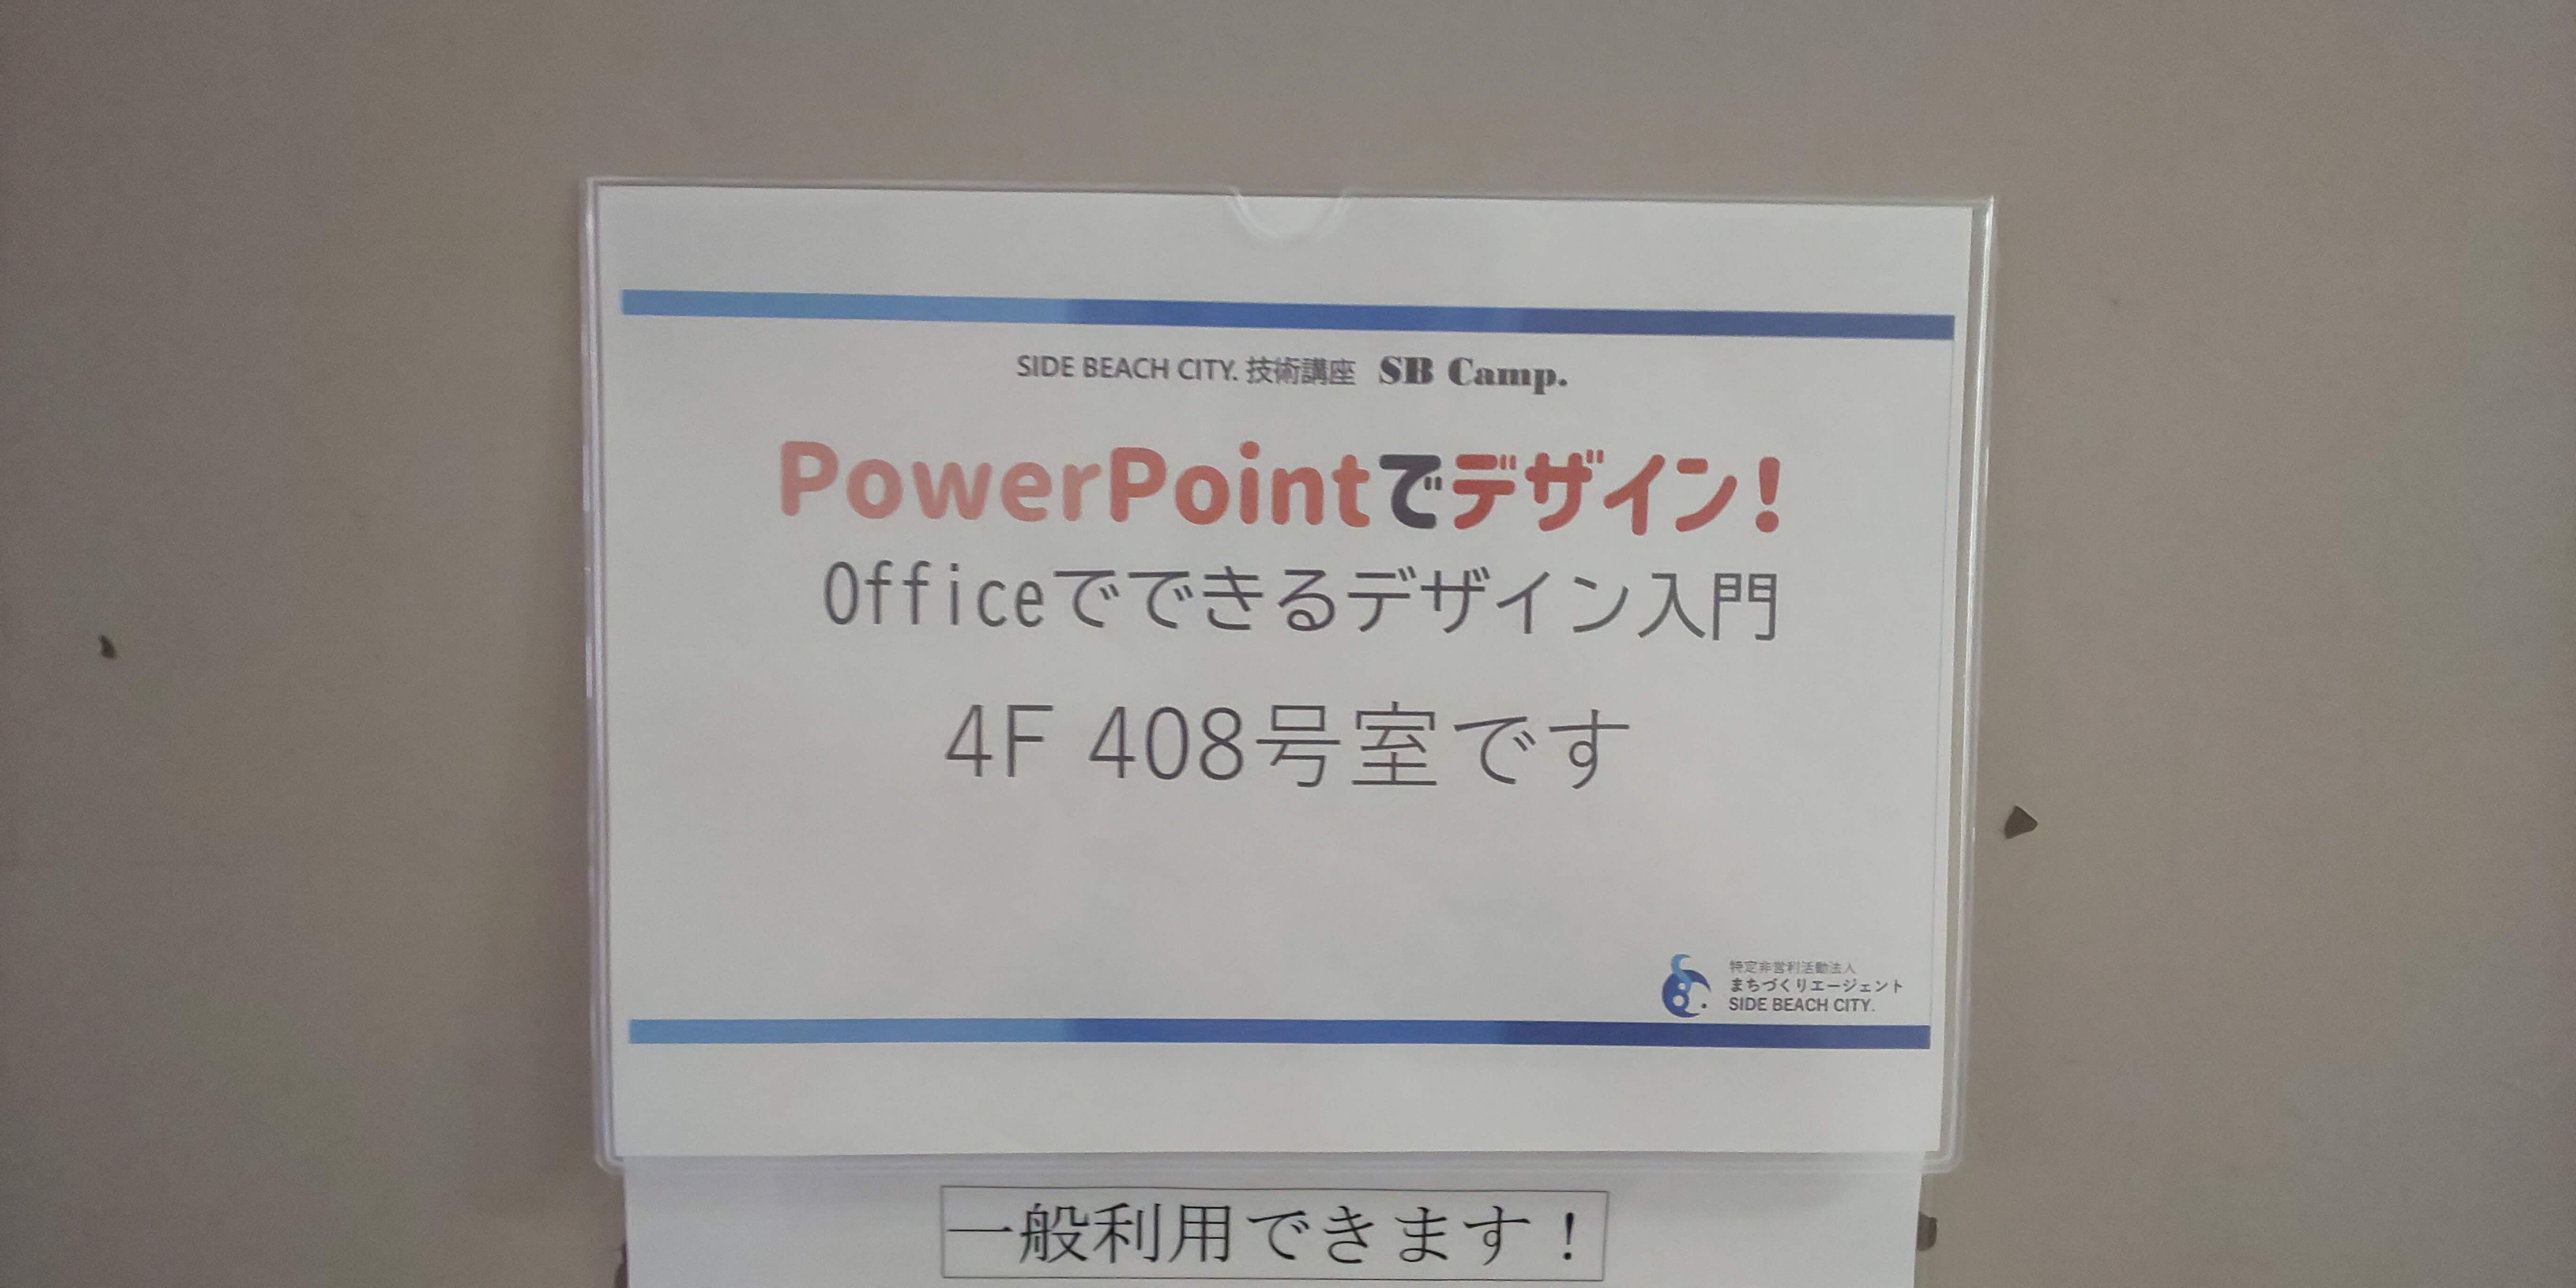 SIDE BEACH CITY. 技術講座 SB Camp.
PowerPointでデザイン!
Officeでできるデザイン入門
4F 408号室です
特定非営利活動法人
まちづくりエージェント
SIDE BEACH CITY.
一般利用できます！